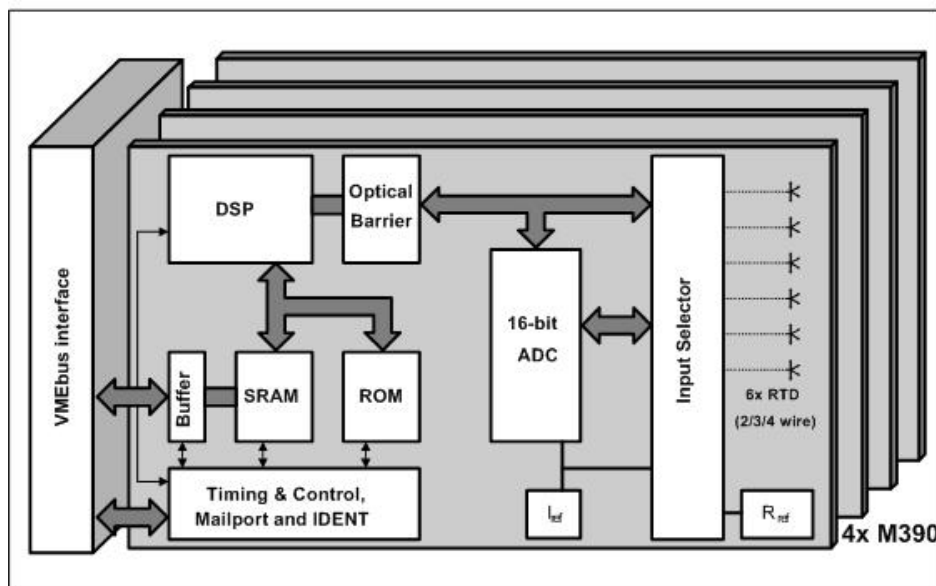 VMEbus interface
DSP
Optical
Barrier
16-bit
ADC
Input Selector
Buffer
SRAM
ROM
6x RTD
(2/3/4 wire)
Timing & Control,
Mailport and IDENT
Iref
Rref
4x M390